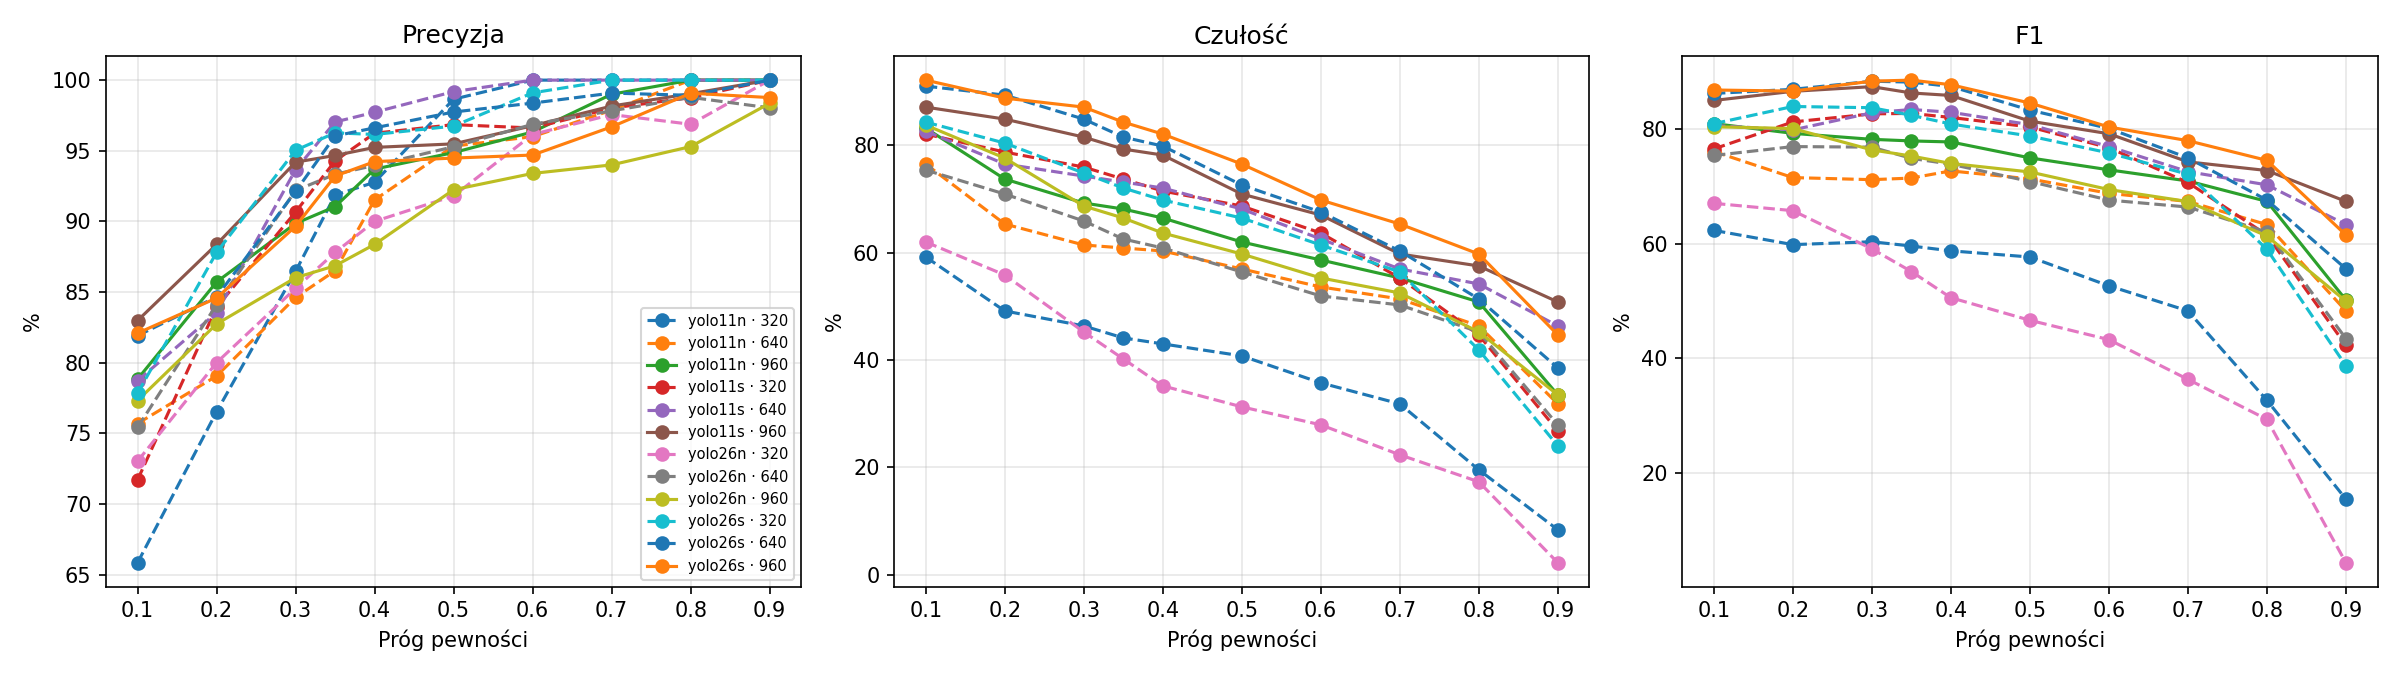 Precyzja
%
100
95
90
85
80
75
70
65
0.1 0.2 0.3 0.4 0.5 0.6 0.7 0.8 0.9
Próg pewności
yolo11n · 320
yolo11n · 640
yolo11n · 960
yolo11s · 320
yolo11s · 640
yolo11s · 960
yolo26n · 320
yolo26n · 640
yolo26n · 960
yolo26s · 320
yolo26s · 640
yolo26s · 960
Czułość
%
80
60
40
20
0
0.1 0.2 0.3 0.4 0.5 0.6 0.7 0.8 0.9
Próg pewności
F1
%
80
60
40
20
0.1 0.2 0.3 0.4 0.5 0.6 0.7 0.8 0.9
Próg pewności